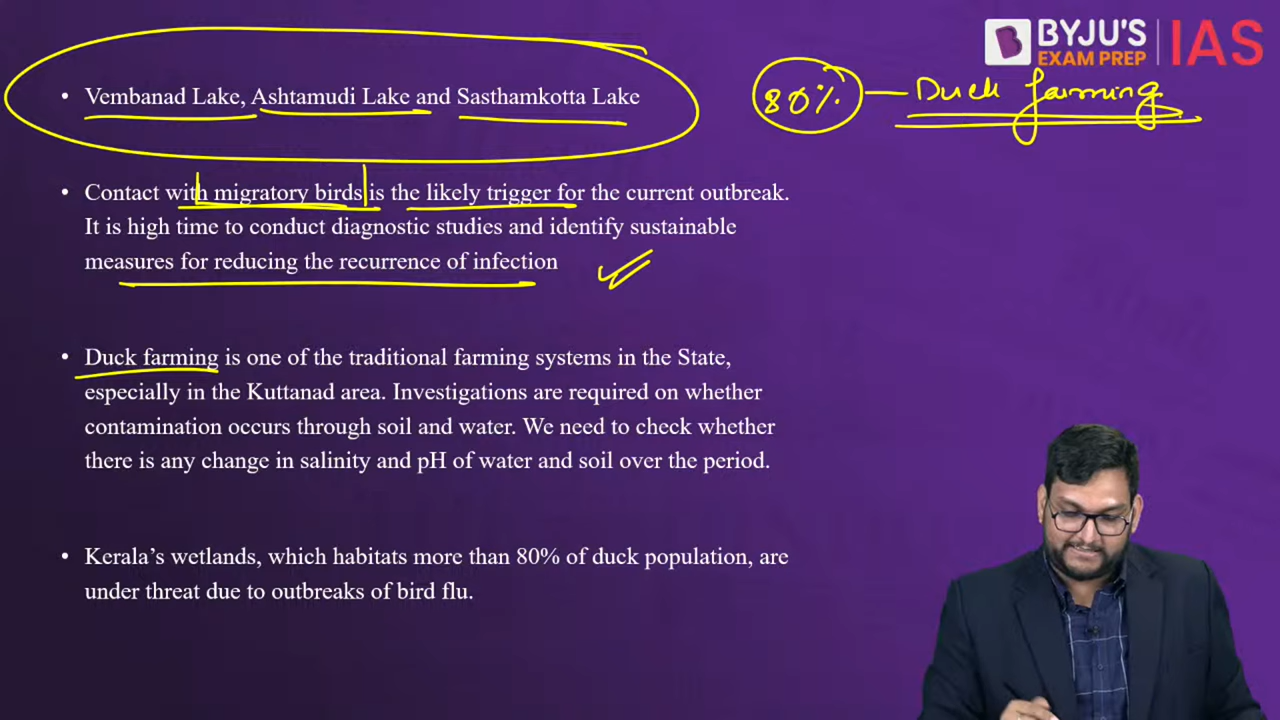 BYJU'S
EXAM PREP
IAS
• Vembanad Lake, Ashtamudi Lake and Sasthamkotta Lake
80% — Duck farming
• Contact with migratory birds is the likely trigger for the current outbreak.
It is high time to conduct diagnostic studies and identify sustainable
measures for reducing the recurrence of infection
• Duck farming is one of the traditional farming systems in the State,
especially in the Kuttanad area. Investigations are required on whether
contamination occurs through soil and water. We need to check whether
there is any change in salinity and pH of water and soil over the period.
• Kerala’s wetlands, which habitats more than 80% of duck population, are
under threat due to outbreaks of bird flu.